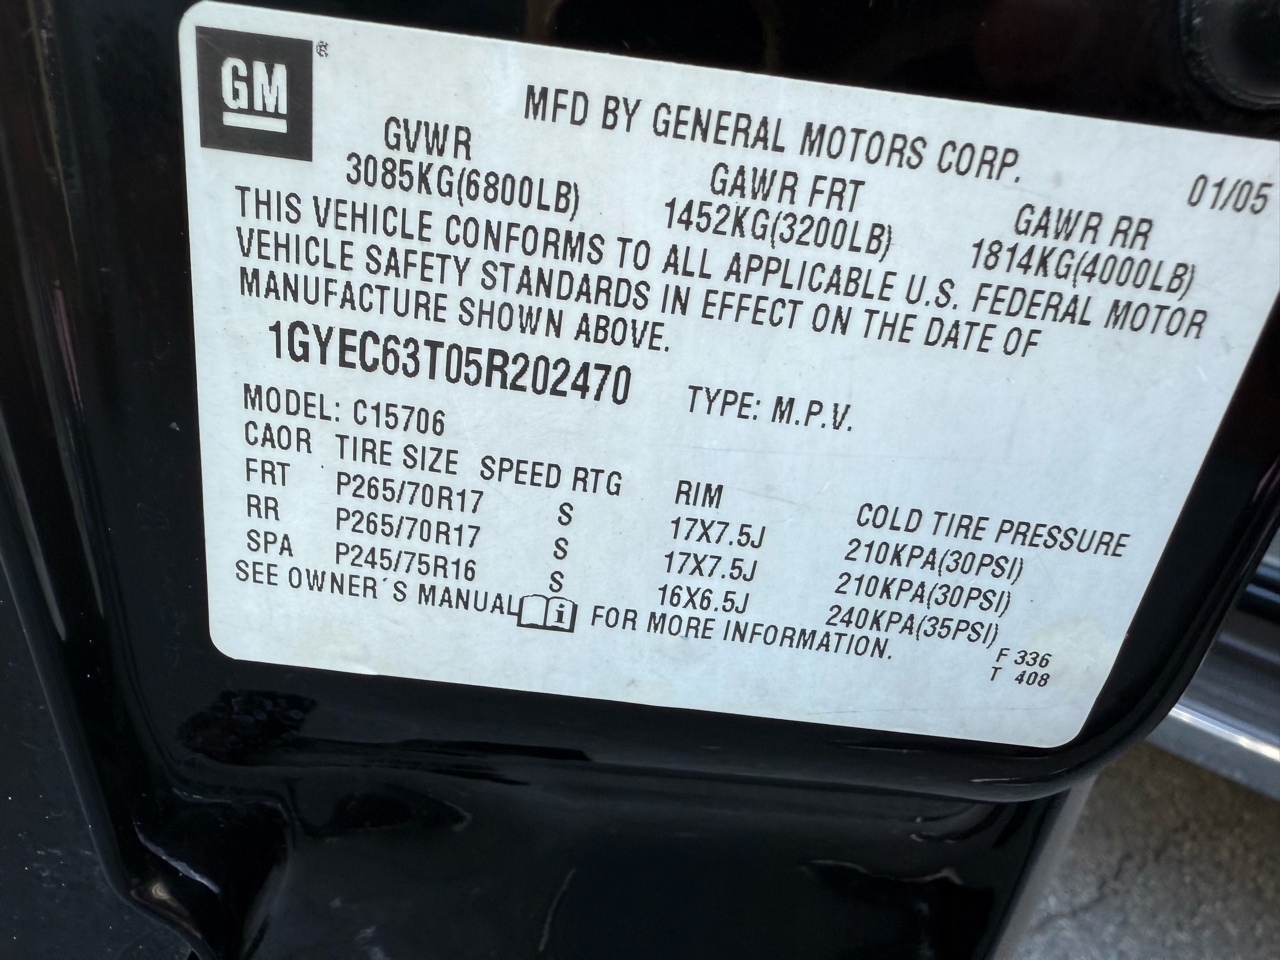 GM
MFD BY GENERAL MOTORS CORP. 01/05
GVWR GAWR FRT GAWR RR
3085KG(6800LB) 1452KG(3200LB) 1814KG(4000LB)
THIS VEHICLE CONFORMS TO ALL APPLICABLE U.S. FEDERAL MOTOR
VEHICLE SAFETY STANDARDS IN EFFECT ON THE DATE OF
MANUFACTURE SHOWN ABOVE.
1GYEC63T05R202470 TYPE: M.P.V.
MODEL: C15706
CAOR TIRE SIZE SPEED RTG RIM COLD TIRE PRESSURE
FRT P265/70R17 S 17X7.5J 210KPA(30PSI)
RR P265/70R17 S 17X7.5J 210KPA(30PSI)
SPA P245/75R16 S 16X6.5J 240KPA(35PSI)
SEE OWNER'S MANUAL i FOR MORE INFORMATION.
F 336
T 408